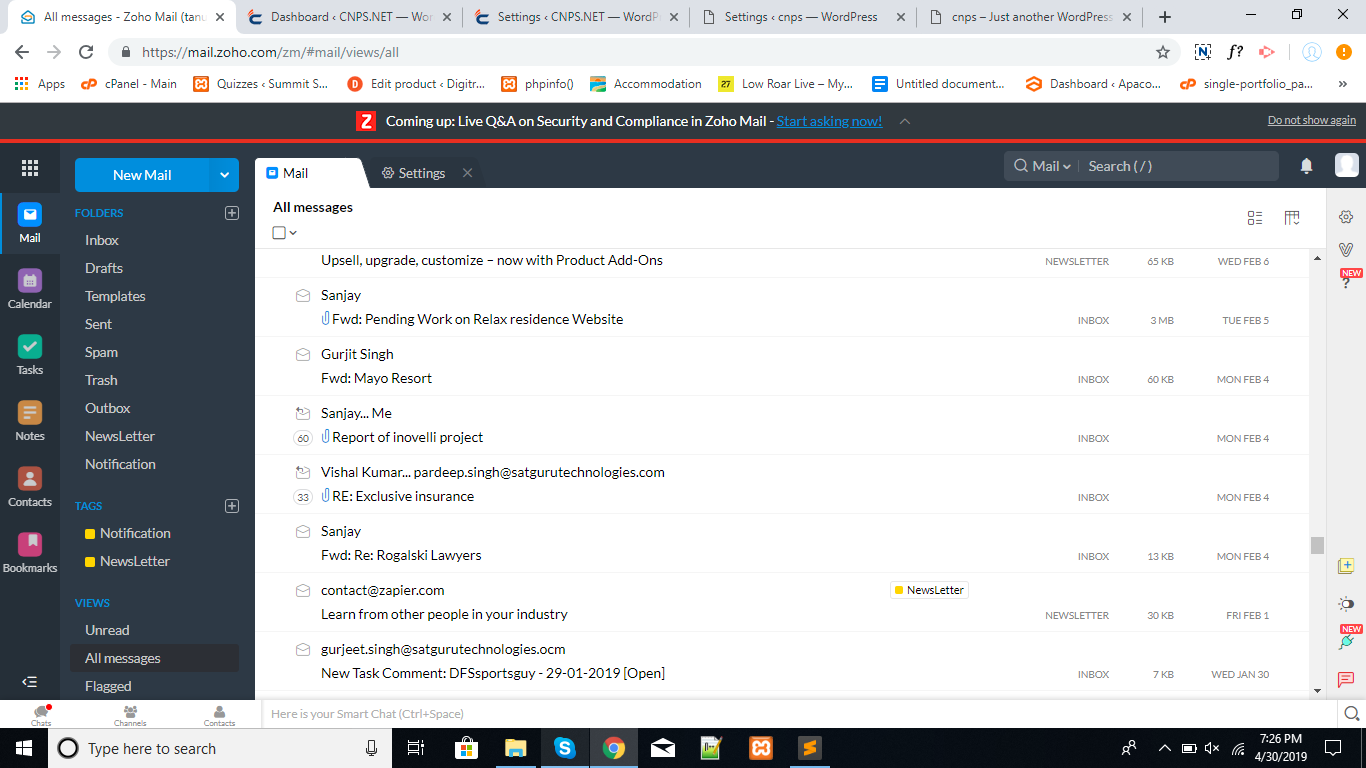 All messages - Zoho Mail (tanu
Dashboard ‹ CNPS.NET — Wor
Settings ‹ CNPS.NET — WordP
Settings ‹ cnps — WordPress
cnps – Just another WordPress
https://mail.zoho.com/zm/#mail/views/all
f?
Apps
cPanel - Main
Quizzes ‹ Summit S...
Edit product ‹ Digitr...
phpinfo()
Accommodation
27 Low Roar Live – My...
Untitled document...
Dashboard ‹ Apaco...
single-portfolio_pa...
»
Z Coming up: Live Q&A on Security and Compliance in Zoho Mail - Start asking now!
Do not show again
New Mail
Mail
Settings
Mail
Search ( / )
FOLDERS
Inbox
Drafts
Templates
Sent
Spam
Trash
Outbox
NewsLetter
Notification
TAGS
Notification
NewsLetter
VIEWS
Unread
All messages
Flagged
Mail
Calendar
Tasks
Notes
Contacts
Bookmarks
All messages
Upsell, upgrade, customize – now with Product Add-Ons NEWSLETTER 65 KB WED FEB 6
Sanjay
Fwd: Pending Work on Relax residence Website INBOX 3 MB TUE FEB 5
Gurjit Singh
Fwd: Mayo Resort INBOX 60 KB MON FEB 4
Sanjay... Me
60 Report of inovelli project INBOX MON FEB 4
Vishal Kumar... pardeep.singh@satgurutechnologies.com
33 RE: Exclusive insurance INBOX MON FEB 4
Sanjay
Fwd: Re: Rogalski Lawyers INBOX 13 KB MON FEB 4
contact@zapier.com NewsLetter
Learn from other people in your industry NEWSLETTER 30 KB FRI FEB 1
gurjeet.singh@satgurutechnologies.ocm
New Task Comment: DFSsportsguy - 29-01-2019 [Open] INBOX 7 KB WED JAN 30
NEW
?
NEW
Chats
Channels
Contacts
Here is your Smart Chat (Ctrl+Space)
Type here to search
7:26 PM
4/30/2019